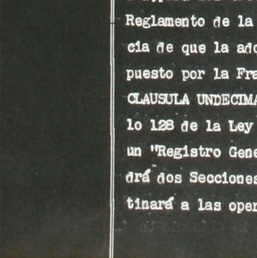 Reglamento de la
cia de que la ado
puesto por la Fra
CLAUSULA UNDECIMA
lo 128 de la Ley
un "Registro Gene
drá dos Secciones
tinará a las oper